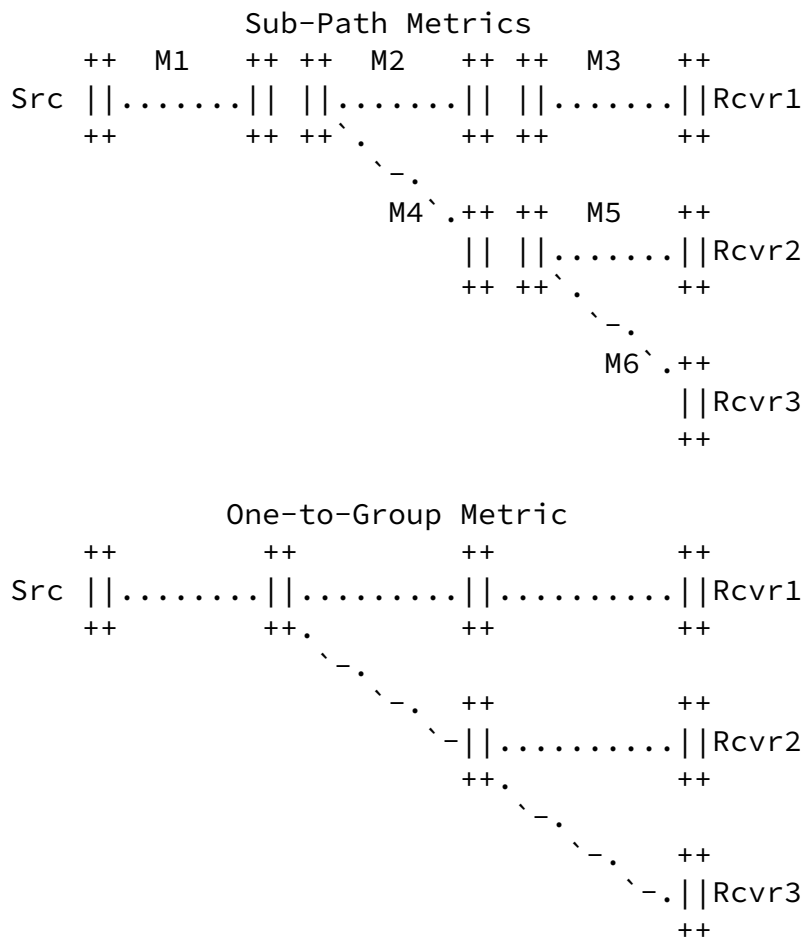 Sub-Path Metrics
        ++  M1   ++ ++  M2   ++ ++  M3   ++
Src ||.......|| ||.......|| ||.......||Rcvr1
        ++       ++ ++`.     ++ ++       ++
                       `-.
                        M4`.++ ++  M5   ++
                            || ||.......||Rcvr2
                            ++ ++`.     ++
                                  `-.
                                   M6`.++
                                       ||Rcvr3
                                       ++
                        One-to-Group Metric
        ++        ++         ++          ++
Src ||........||.........||..........||Rcvr1
        ++        ++.        ++          ++
                     `-.
                        `-.  ++          ++
                           `-||..........||Rcvr2
                             ++.         ++
                                `-.
                                   `-.   ++
                                      `-.||Rcvr3
                                         ++